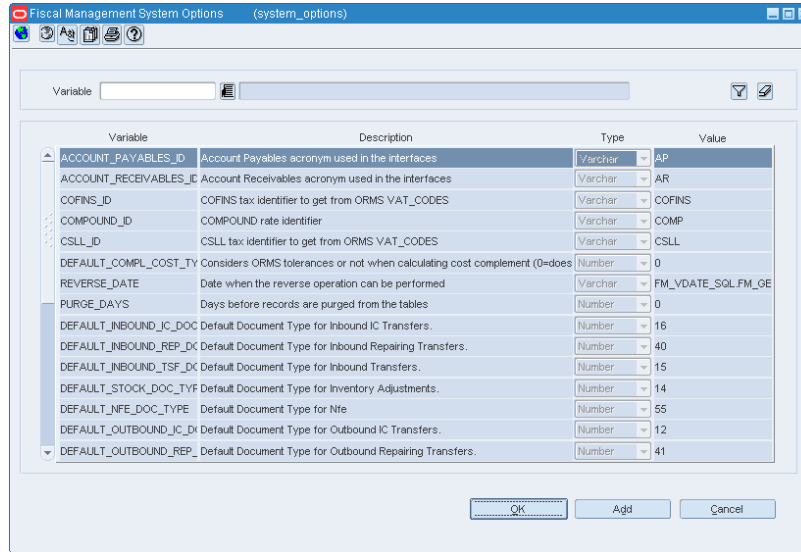 Fiscal Management System Options (system_options)
Variable
Variable Description Type Value
ACCOUNT_PAYABLES_ID Account Payables acronym used in the interfaces Varchar AP
ACCOUNT_RECEIVABLES_ID Account Receivables acronym used in the interfaces Varchar AR
COFINS_ID COFINS tax identifier to get from ORMS VAT_CODES Varchar COFINS
COMPOUND_ID COMPOUND rate identifier Varchar COMP
CSLL_ID CSLL tax identifier to get from ORMS VAT_CODES Varchar CSLL
DEFAULT_COMPL_COST_TY Considers ORMS tolerances or not when calculating cost complement (0=does Number 0
REVERSE_DATE Date when the reverse operation can be performed Varchar FM_VDATE_SQL.FM_GE
PURGE_DAYS Days before records are purged from the tables Number 0
DEFAULT_INBOUND_IC_DOC Default Document Type for Inbound IC Transfers. Number 16
DEFAULT_INBOUND_REP_DO Default Document Type for Inbound Repairing Transfers. Number 40
DEFAULT_INBOUND_TSF_DO Default Document Type for Inbound Transfers. Number 15
DEFAULT_STOCK_DOC_TYP Default Document Type for Inventory Adjustments. Number 14
DEFAULT_NFE_DOC_TYPE Default Document Type for Nfe Number 55
DEFAULT_OUTBOUND_IC_DO Default Document Type for Outbound IC Transfers. Number 12
DEFAULT_OUTBOUND_REP_ Default Document Type for Outbound Repairing Transfers. Number 41
OK Add Cancel